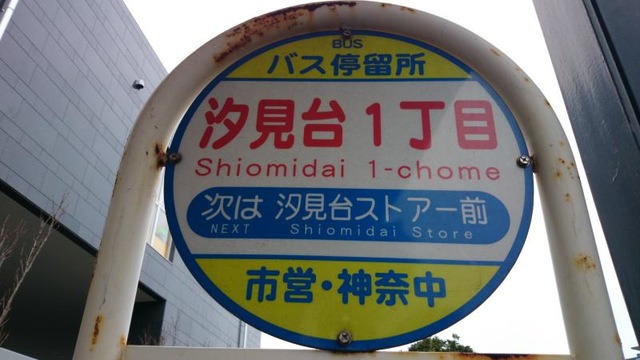 BUS
バス停留所
汐見台1丁目
Shiomidai 1-chome
次は 汐見台ストアー前
NEXT Shiomidai Store
市営・神奈中